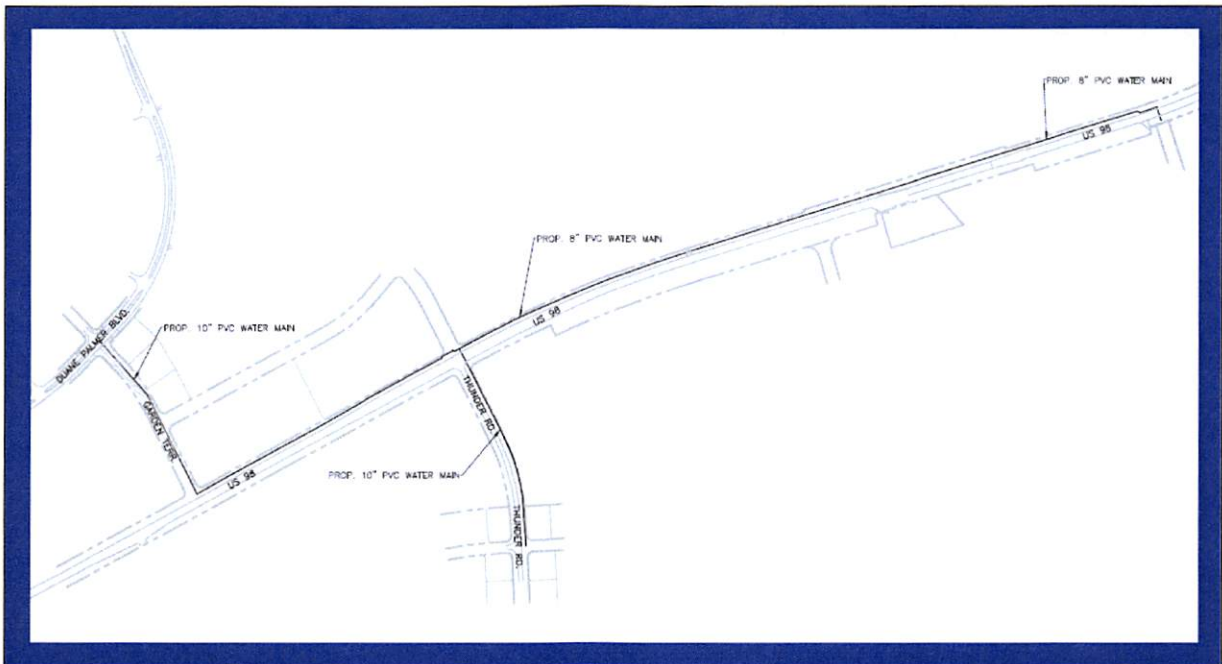 PROP. 8" PVC WATER MAIN
US 98
PROP. 8" PVC WATER MAIN
US 98
DUANE PALMER BLVD.
PROP. 10" PVC WATER MAIN
GARDEN TERR.
THUNDER RD.
US 98
PROP. 10" PVC WATER MAIN
THUNDER RD.